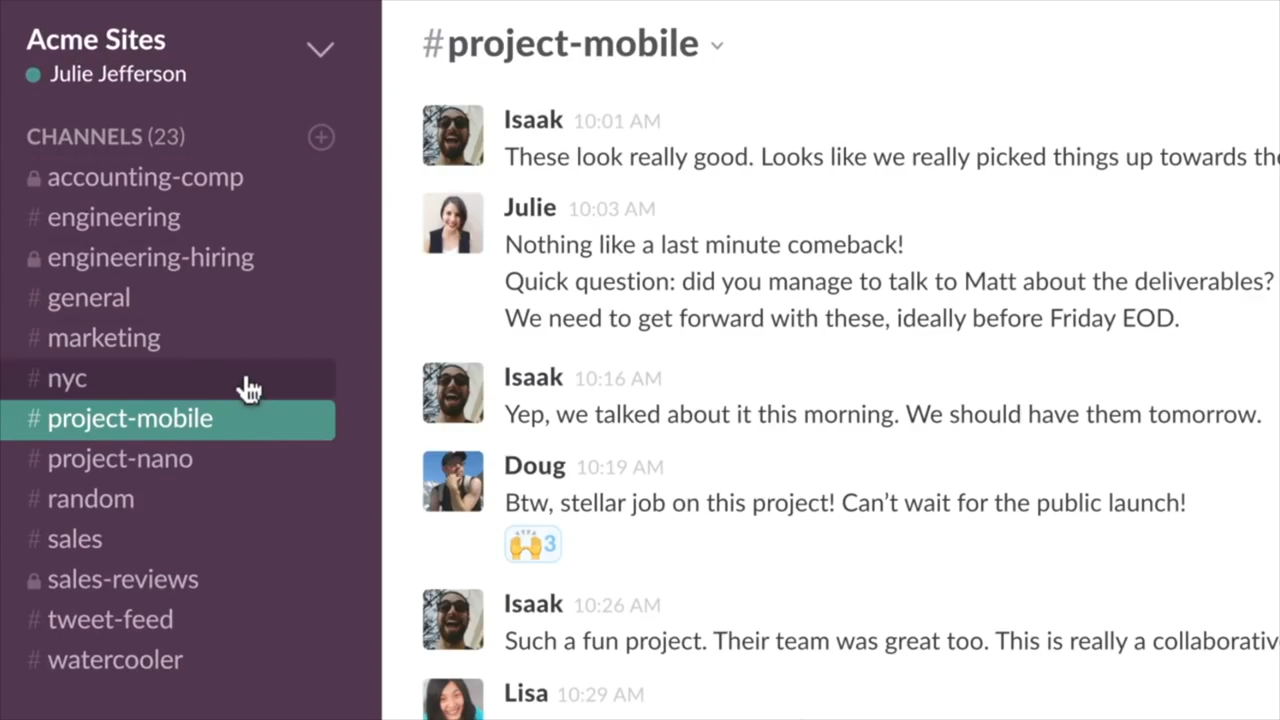 Acme Sites
Julie Jefferson
CHANNELS (23)
accounting-comp
# engineering
engineering-hiring
# general
# marketing
# nyc
# project-mobile
# project-nano
# random
# sales
sales-reviews
# tweet-feed
# watercooler
#project-mobile
Isaak 10:01 AM
These look really good. Looks like we really picked things up towards
Julie 10:03 AM
Nothing like a last minute comeback!
Quick question: did you manage to talk to Matt about the deliverables?
We need to get forward with these, ideally before Friday EOD.
Isaak 10:16 AM
Yep, we talked about it this morning. We should have them tomorrow.
Doug 10:19 AM
Btw, stellar job on this project! Can’t wait for the public launch!
🙌 3
Isaak 10:26 AM
Such a fun project. Their team was great too. This is really a
Lisa 10:29 AM